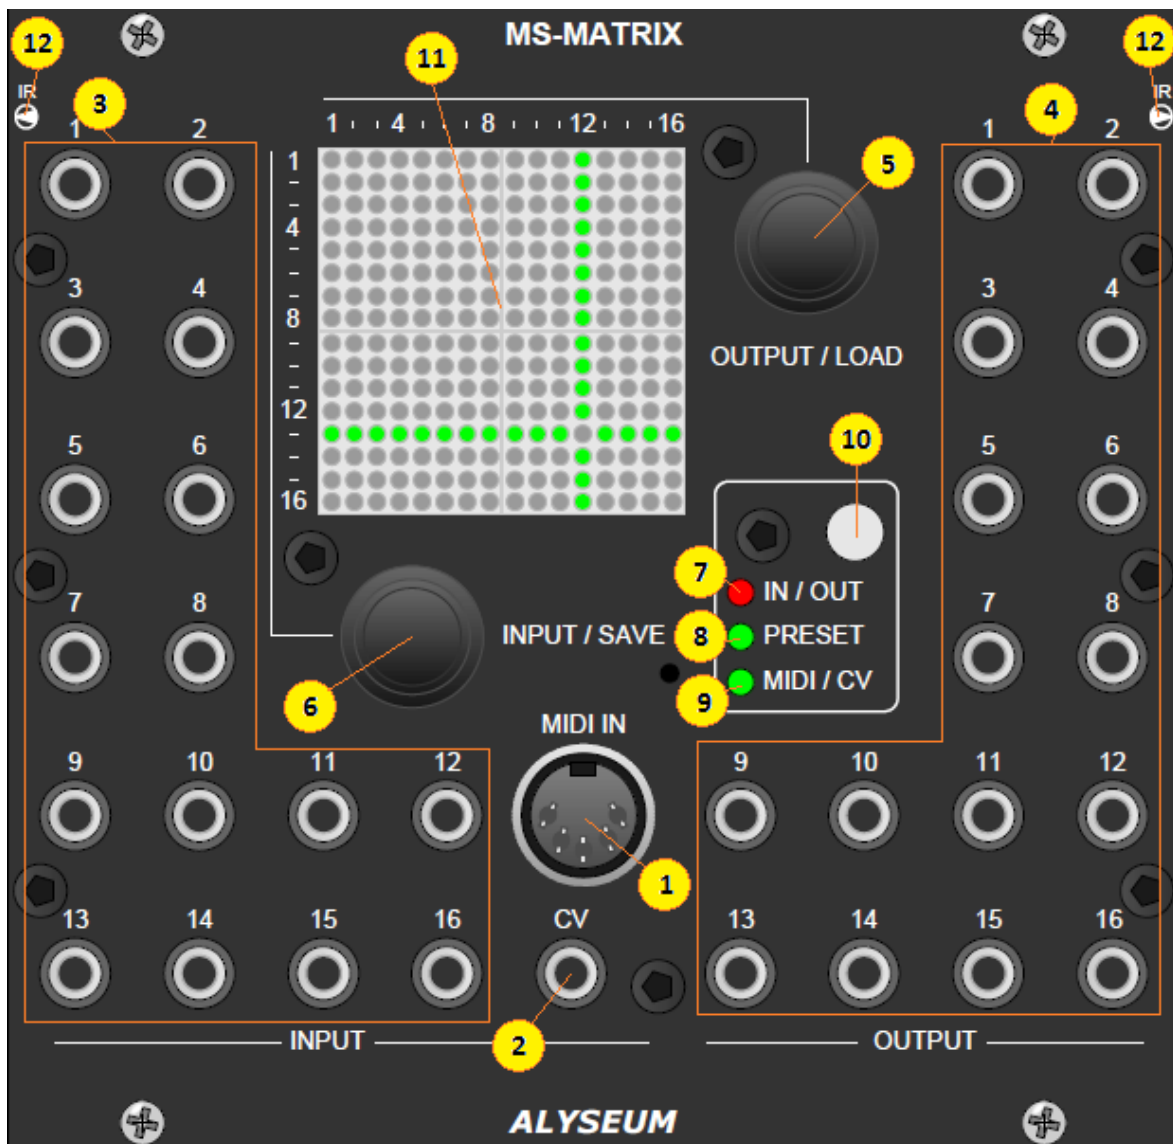 MS-MATRIX
12 11 12
IR IR
3 4
1 2 1 4 8 12 16 1 2
1
5
4
3 4 3 4
8
OUTPUT / LOAD
12
5 6 10 5 6
16
7 IN / OUT
7 8 INPUT / SAVE 8 PRESET 7 8
9 MIDI / CV
6
MIDI IN
9 10 11 12 9 10 11 12
1
13 14 15 16 CV 13 14 15 16
2
INPUT OUTPUT
ALYSEUM